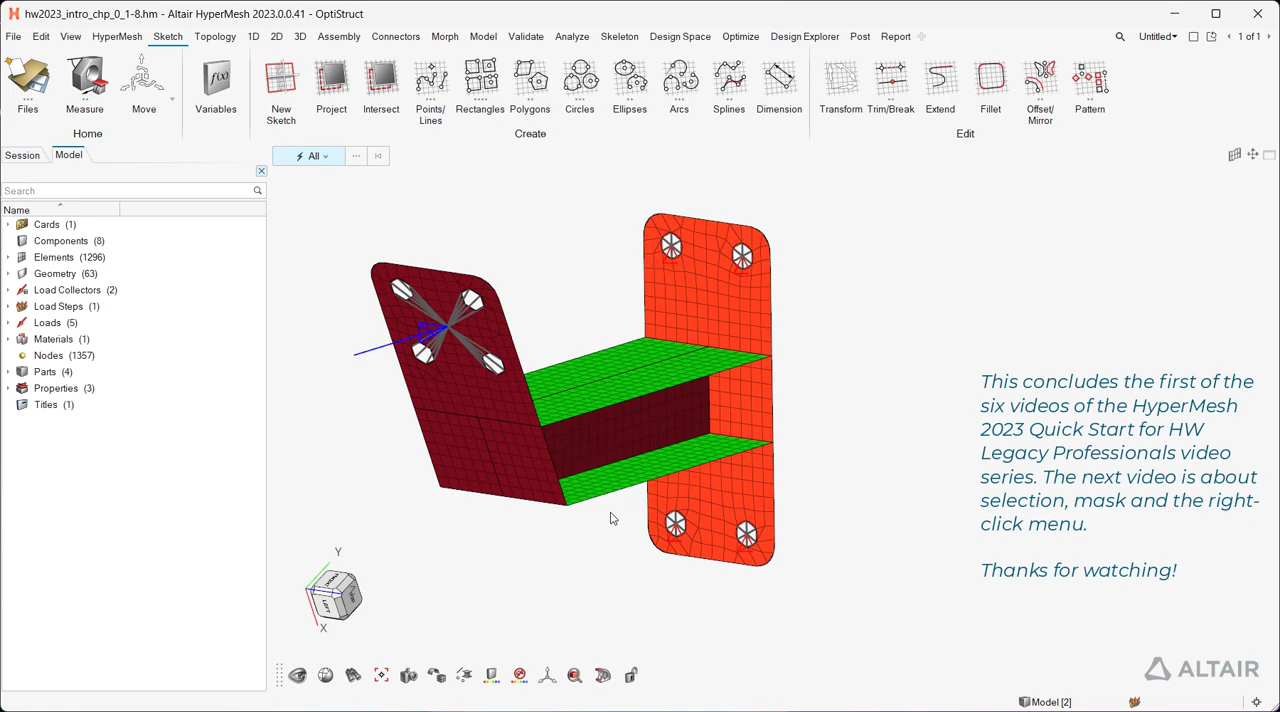 hw2023_intro_chp_0_1-8.hm - Altair HyperMesh 2023.0.0.41 - OptiStruct
File Edit View HyperMesh Sketch Topology 1D 2D 3D Assembly Connectors Morph Model Validate Analyze Skeleton Design Space Optimize Design Explorer Post Report Untitled 1 of 1
Files Measure Move Variables New Sketch Project Intersect Points/Lines Rectangles Polygons Circles Ellipses Arcs Splines Dimension Transform Trim/Break Extend Fillet Offset/Mirror Pattern
Home Create Edit
Session Model
All
Search
Name
Cards (1)
Components (8)
Elements (1296)
Geometry (63)
Load Collectors (2)
Load Steps (1)
Loads (5)
Materials (1)
Nodes (1357)
Parts (4)
Properties (3)
Titles (1)
This concludes the first of the
six videos of the HyperMesh
2023 Quick Start for HW
Legacy Professionals video
series. The next video is about
selection, mask and the right-
click menu.
Thanks for watching!
Y
LEFT
X
ALTAIR
Model [2]